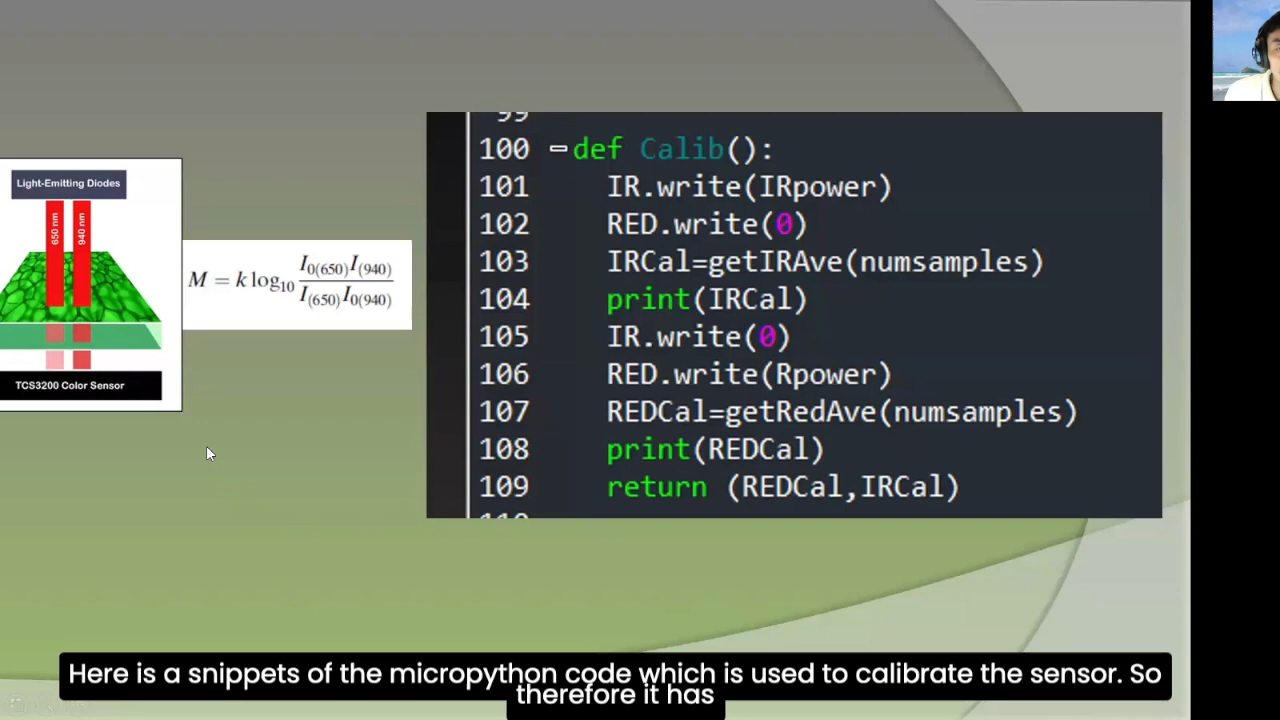 Light-Emitting Diodes
650 nm
940 nm
TCS3200 Color Sensor
M = k log₁₀ I₀₍₆₅₀₎I₍₉₄₀₎ / I₍₆₅₀₎I₀₍₉₄₀₎
99
100 def Calib():
101 IR.write(IRpower)
102 RED.write(0)
103 IRCal=getIRAve(numsamples)
104 print(IRCal)
105 IR.write(0)
106 RED.write(Rpower)
107 REDCal=getRedAve(numsamples)
108 print(REDCal)
109 return (REDCal,IRCal)
110
Here is a snippets of the micropython code which is used to calibrate the sensor. So
therefore it has